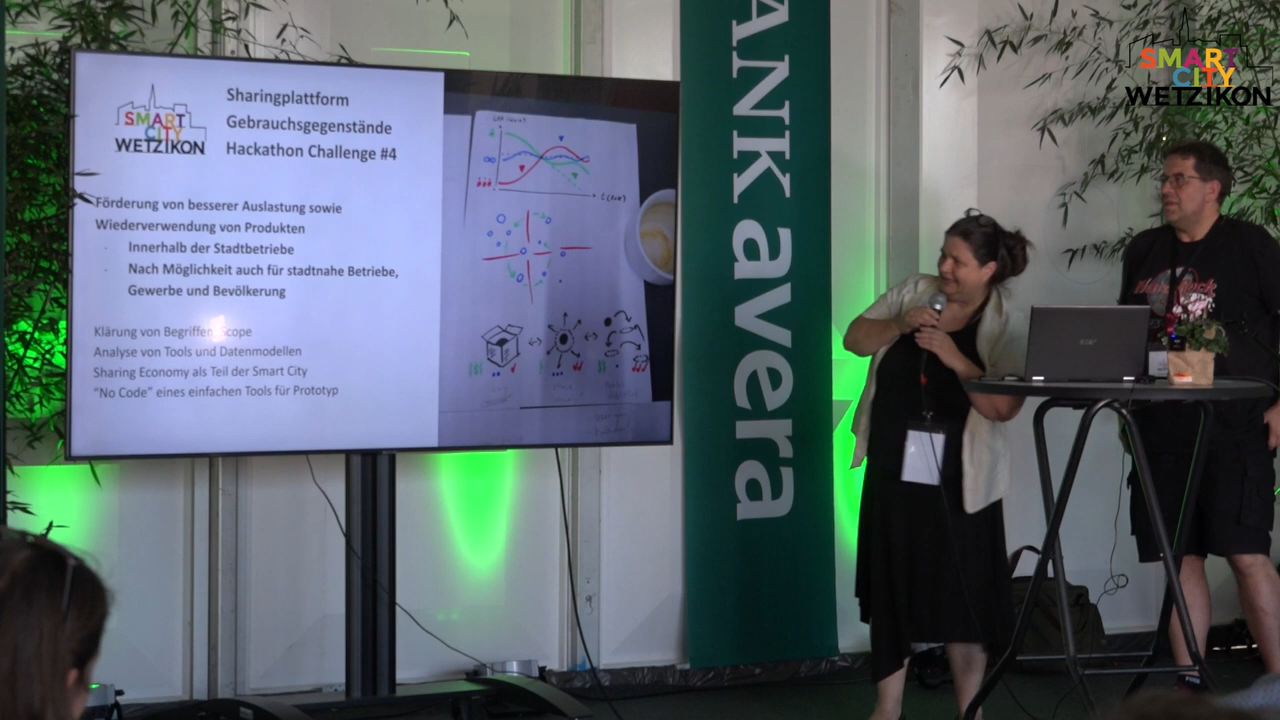 SMART
CITY
WETZIKON
Sharingplattform
Gebrauchsgegenstände
Hackathon Challenge #4
Förderung von besserer Auslastung sowie
Wiederverwendung von Produkten
- Innerhalb der Stadtbetriebe
- Nach Möglichkeit auch für stadtnahe Betriebe,
Gewerbe und Bevölkerung
Klärung von Begriffen, Scope
Analyse von Tools und Datenmodellen
Sharing Economy als Teil der Smart City
“No Code” eines einfachen Tools für Prototyp
ANKavera
SMART
CITY
WETZIKON